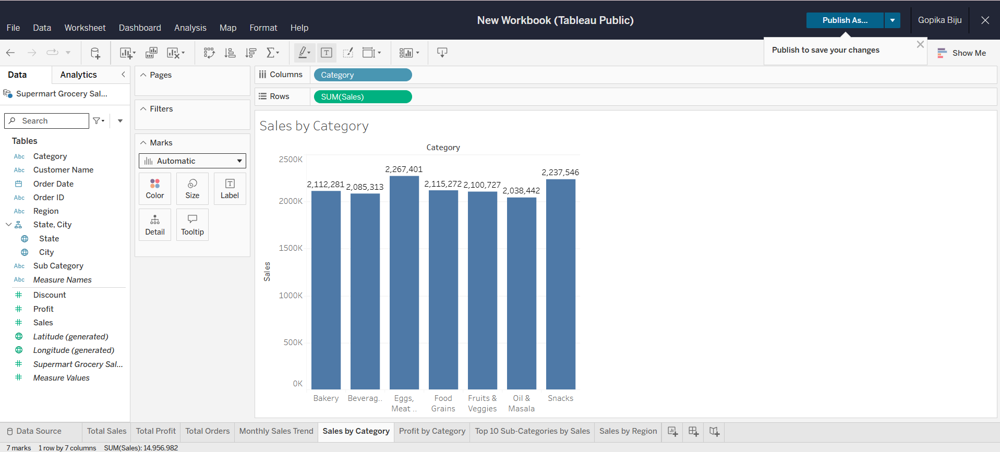 New Workbook (Tableau Public)
Publish As...
Gopika Biju
File Data Worksheet Dashboard Analysis Map Format Help
Publish to save your changes
Show Me
Data Analytics
Supermart Grocery Sal...
Search
Tables
Abc Category
Abc Customer Name
Order Date
Abc Order ID
Abc Region
State, City
State
City
Abc Sub Category
Abc Measure Names
Discount
Profit
Sales
Latitude (generated)
Longitude (generated)
Supermart Grocery Sal...
Measure Values
Pages
Filters
Marks
Automatic
Color Size Label
Detail Tooltip
Columns Category
Rows SUM(Sales)
Sales by Category
Category
2500K
2000K
1500K
1000K
500K
0K
Sales
2,112,281 2,085,313 2,267,401 2,115,272 2,100,727 2,038,442 2,237,546
Bakery Beverag.. Eggs, Food Fruits & Oil & Snacks
Meat .. Grains Veggies Masala
Data Source Total Sales Total Profit Total Orders Monthly Sales Trend Sales by Category Profit by Category Top 10 Sub-Categories by Sales Sales by Region
7 marks 1 row by 7 columns SUM(Sales): 14,956,982